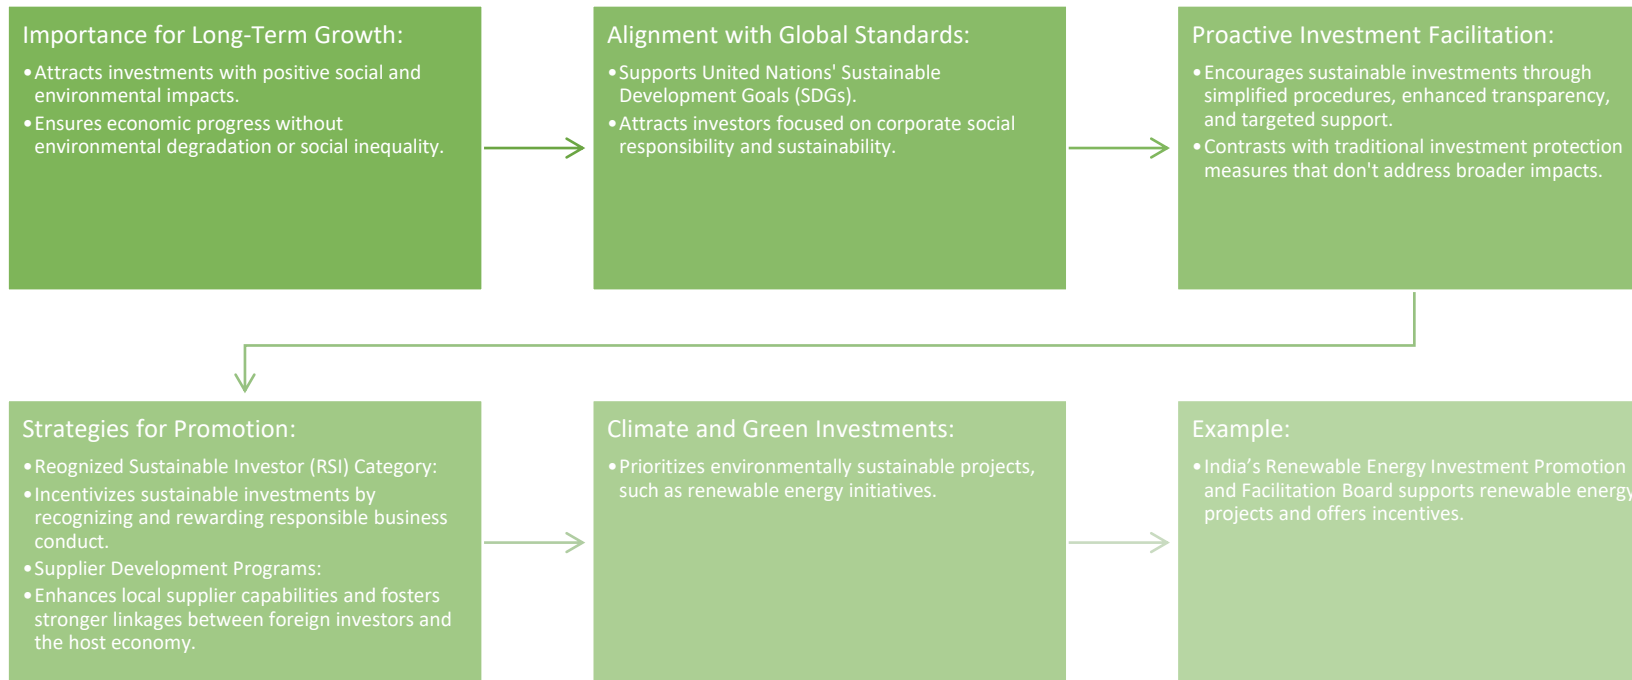 Importance for Long-Term Growth:
•Attracts investments with positive social and
environmental impacts.
•Ensures economic progress without
environmental degradation or social inequality.
Alignment with Global Standards:
•Supports United Nations' Sustainable
Development Goals (SDGs).
•Attracts investors focused on corporate social
responsibility and sustainability.
Proactive Investment Facilitation:
•Encourages sustainable investments through
simplified procedures, enhanced transparency,
and targeted support.
•Contrasts with traditional investment protection
measures that don't address broader impacts.
Strategies for Promotion:
•Reognized Sustainable Investor (RSI) Category:
•Incentivizes sustainable investments by
recognizing and rewarding responsible business
conduct.
•Supplier Development Programs:
•Enhances local supplier capabilities and fosters
stronger linkages between foreign investors and
the host economy.
Climate and Green Investments:
•Prioritizes environmentally sustainable projects,
such as renewable energy initiatives.
Example:
•India’s Renewable Energy Investment Promotion
and Facilitation Board supports renewable energy
projects and offers incentives.